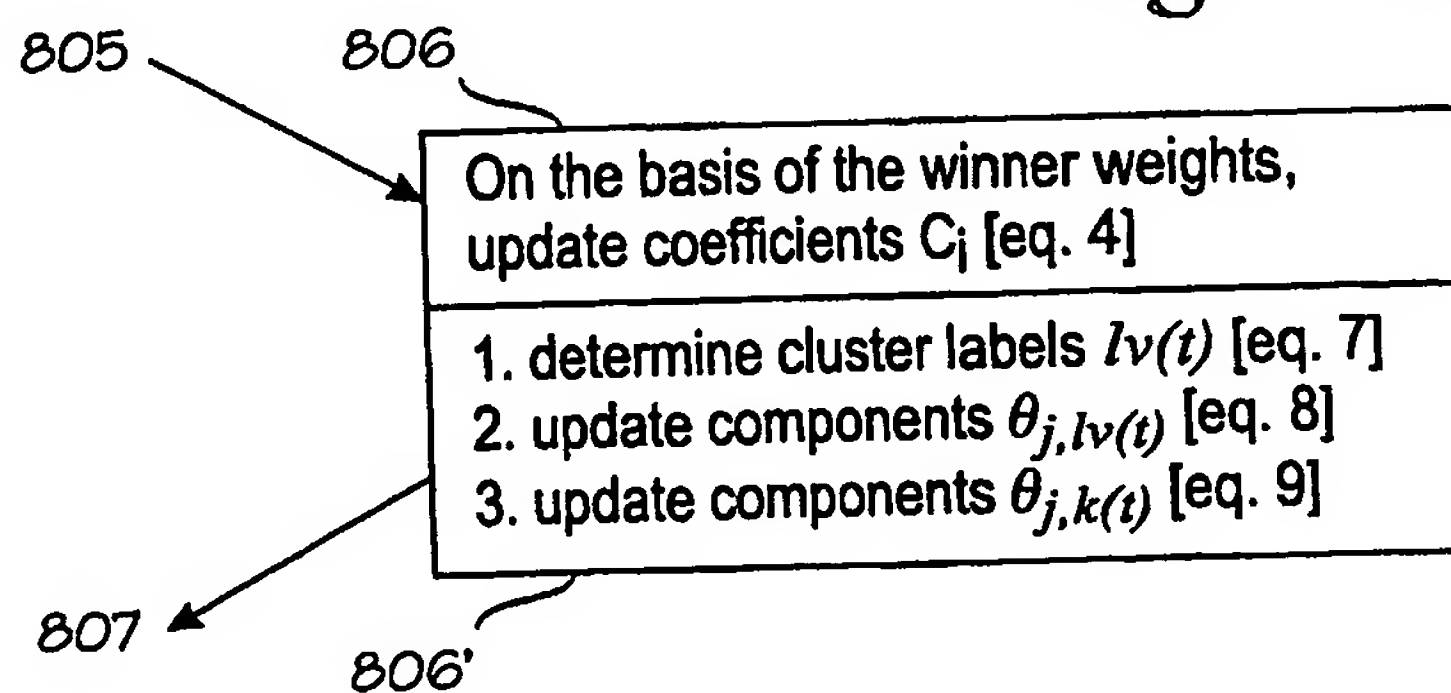 805
806
On the basis of the winner weights,
update coefficients Cᵢ [eq. 4]
1. determine cluster labels lv(t) [eq. 7]
2. update components θⱼ,lv(t) [eq. 8]
3. update components θⱼ,k(t) [eq. 9]
807
806'